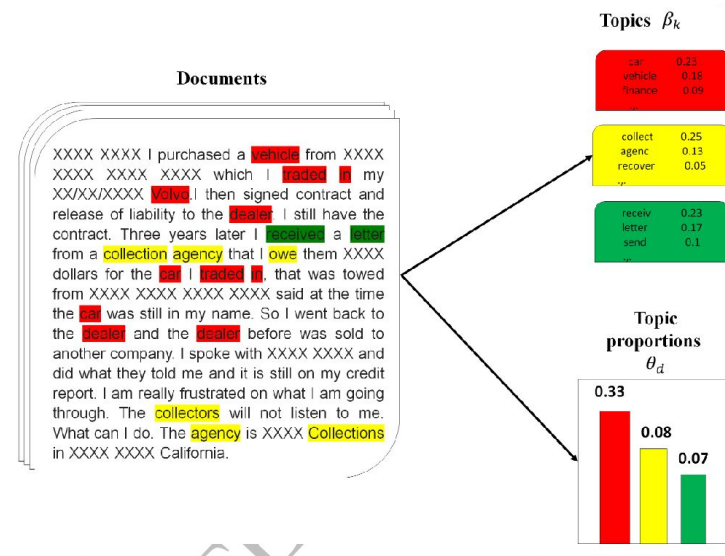 Topics βk
Documents
car 0.23
vehicle 0.18
finance 0.09
...
collect 0.25
agenc 0.13
recover 0.05
...
receiv 0.23
letter 0.17
send 0.1
...
XXXX XXXX I purchased a vehicle from XXXX
XXXX XXXX XXXX which I traded in my
XX/XX/XXXX Volvo.I then signed contract and
release of liability to the dealer. I still have the
contract. Three years later I received a letter
from a collection agency that I owe them XXXX
dollars for the car I traded in, that was towed
from XXXX XXXX XXXX XXXX said at the time
the car was still in my name. So I went back to
the dealer and the dealer before was sold to
another company. I spoke with XXXX XXXX and
did what they told me and it is still on my credit
report. I am really frustrated on what I am going
through. The collectors will not listen to me.
What can I do. The agency is XXXX Collections
in XXXX XXXX California.
Topic
proportions
θd
0.33
0.08
0.07